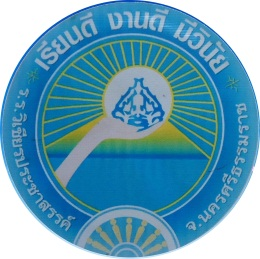 เรียนดี งานดี มีวินัย
ร.ร.วิเชียรประชาสรรค์
จ.นครศรีธรรมราช